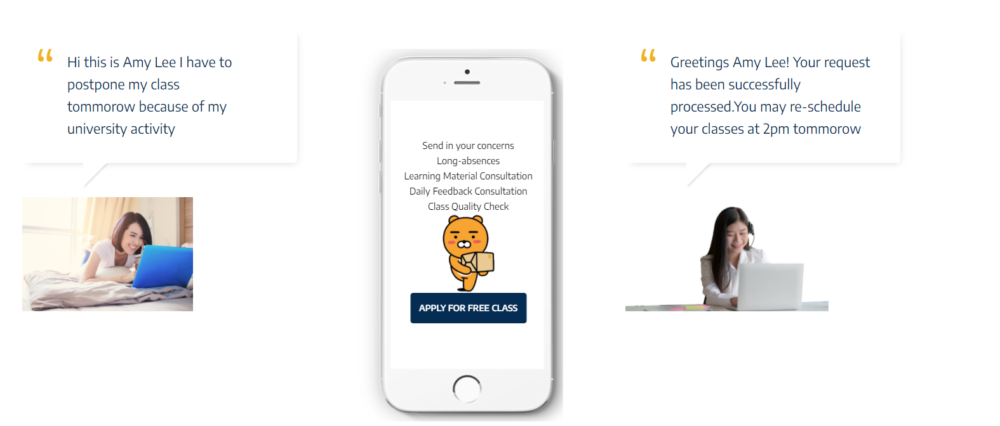 Hi this is Amy Lee I have to
postpone my class
tommorow because of my
university activity
Send in your concerns
Long-absences
Learning Material Consultation
Daily Feedback Consultation
Class Quality Check
APPLY FOR FREE CLASS
Greetings Amy Lee! Your request
has been successfully
processed.You may re-schedule
your classes at 2pm tommorow